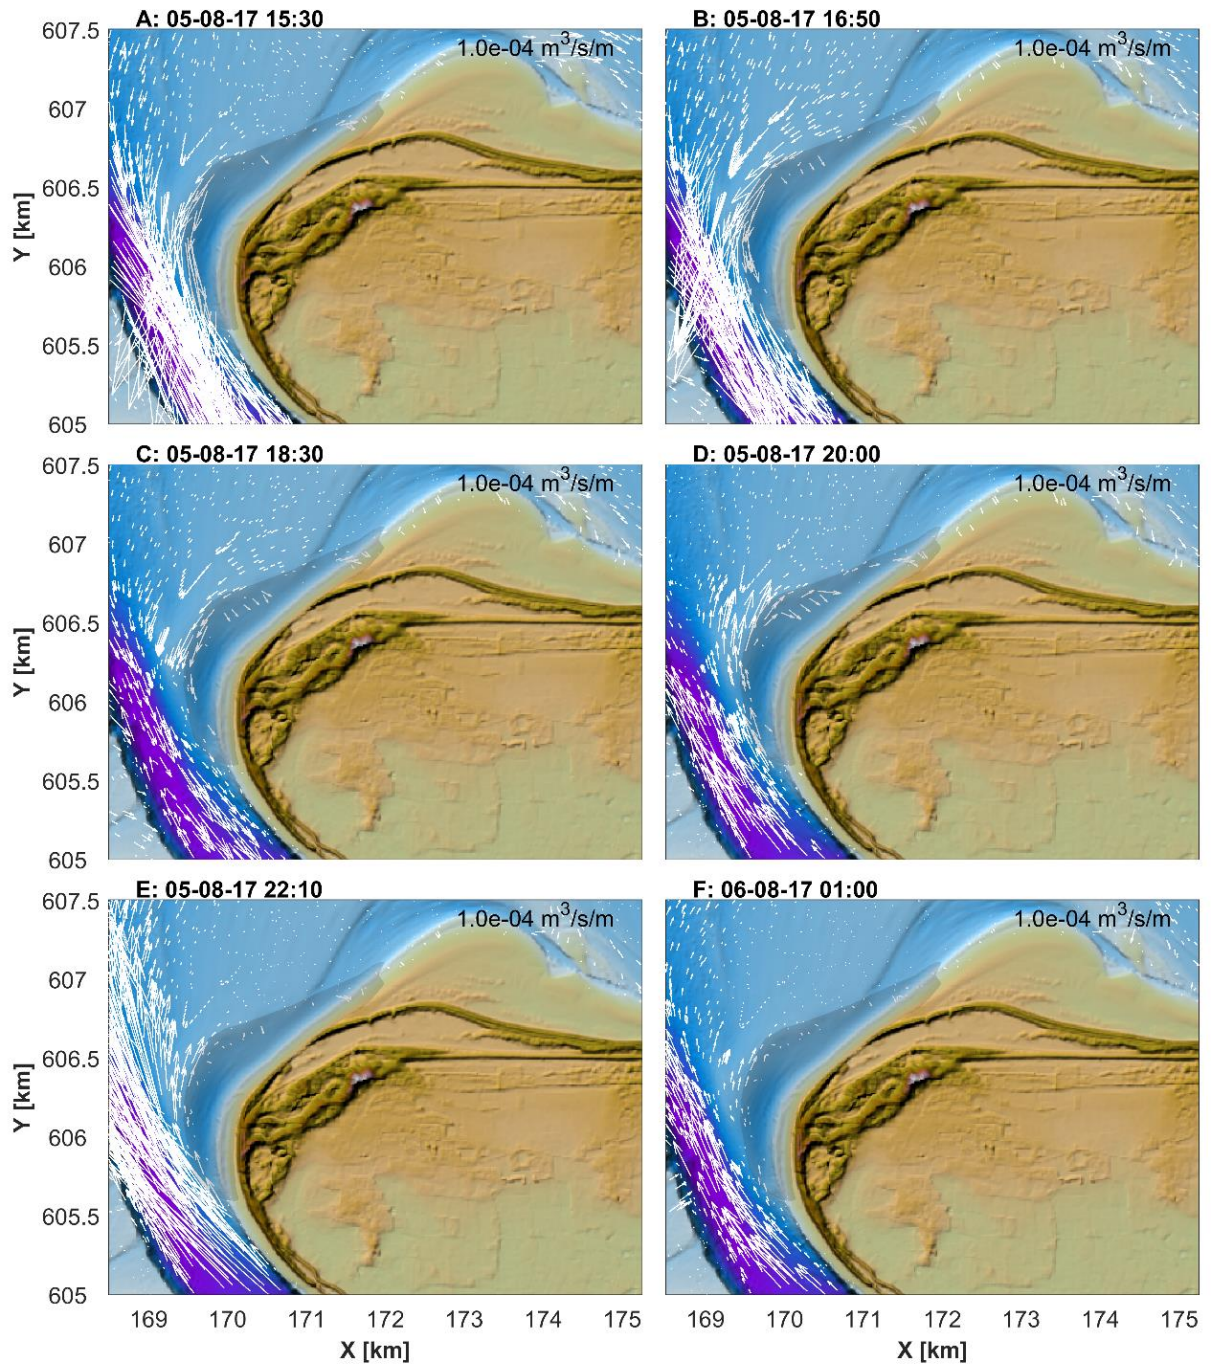 A: 05-08-17 15:30
B: 05-08-17 16:50
607.5
607
606.5
606
605.5
605
Y [km]
1.0e-04 m³/s/m
1.0e-04 m³/s/m
C: 05-08-17 18:30
D: 05-08-17 20:00
607.5
607
606.5
606
605.5
605
Y [km]
1.0e-04 m³/s/m
1.0e-04 m³/s/m
E: 05-08-17 22:10
F: 06-08-17 01:00
607.5
607
606.5
606
605.5
605
Y [km]
1.0e-04 m³/s/m
1.0e-04 m³/s/m
169 170 171 172 173 174 175
169 170 171 172 173 174 175
X [km]
X [km]